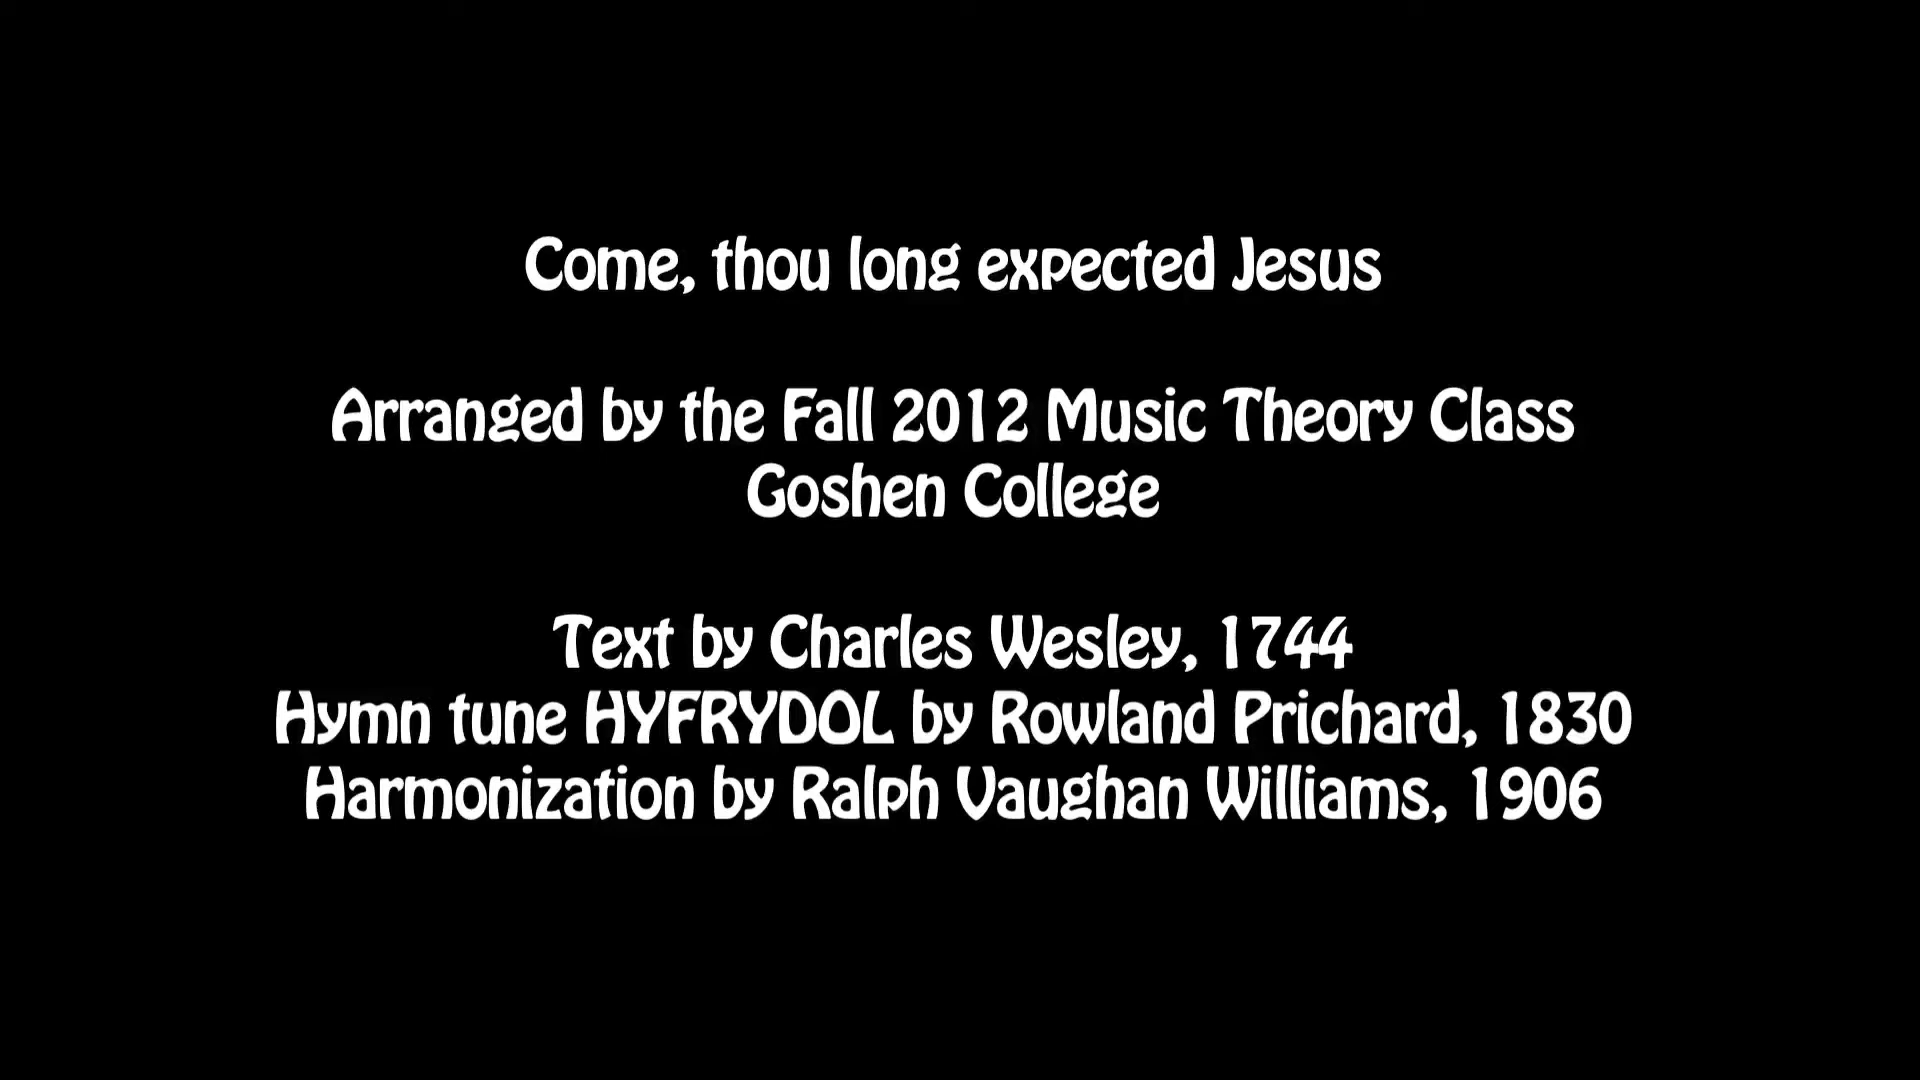 Come, thou long expected Jesus
Arranged by the Fall 2012 Music Theory Class
Goshen College
Text by Charles Wesley, 1744
Hymn tune HYFRYDOL by Rowland Prichard, 1830
Harmonization by Ralph Vaughan Williams, 1906